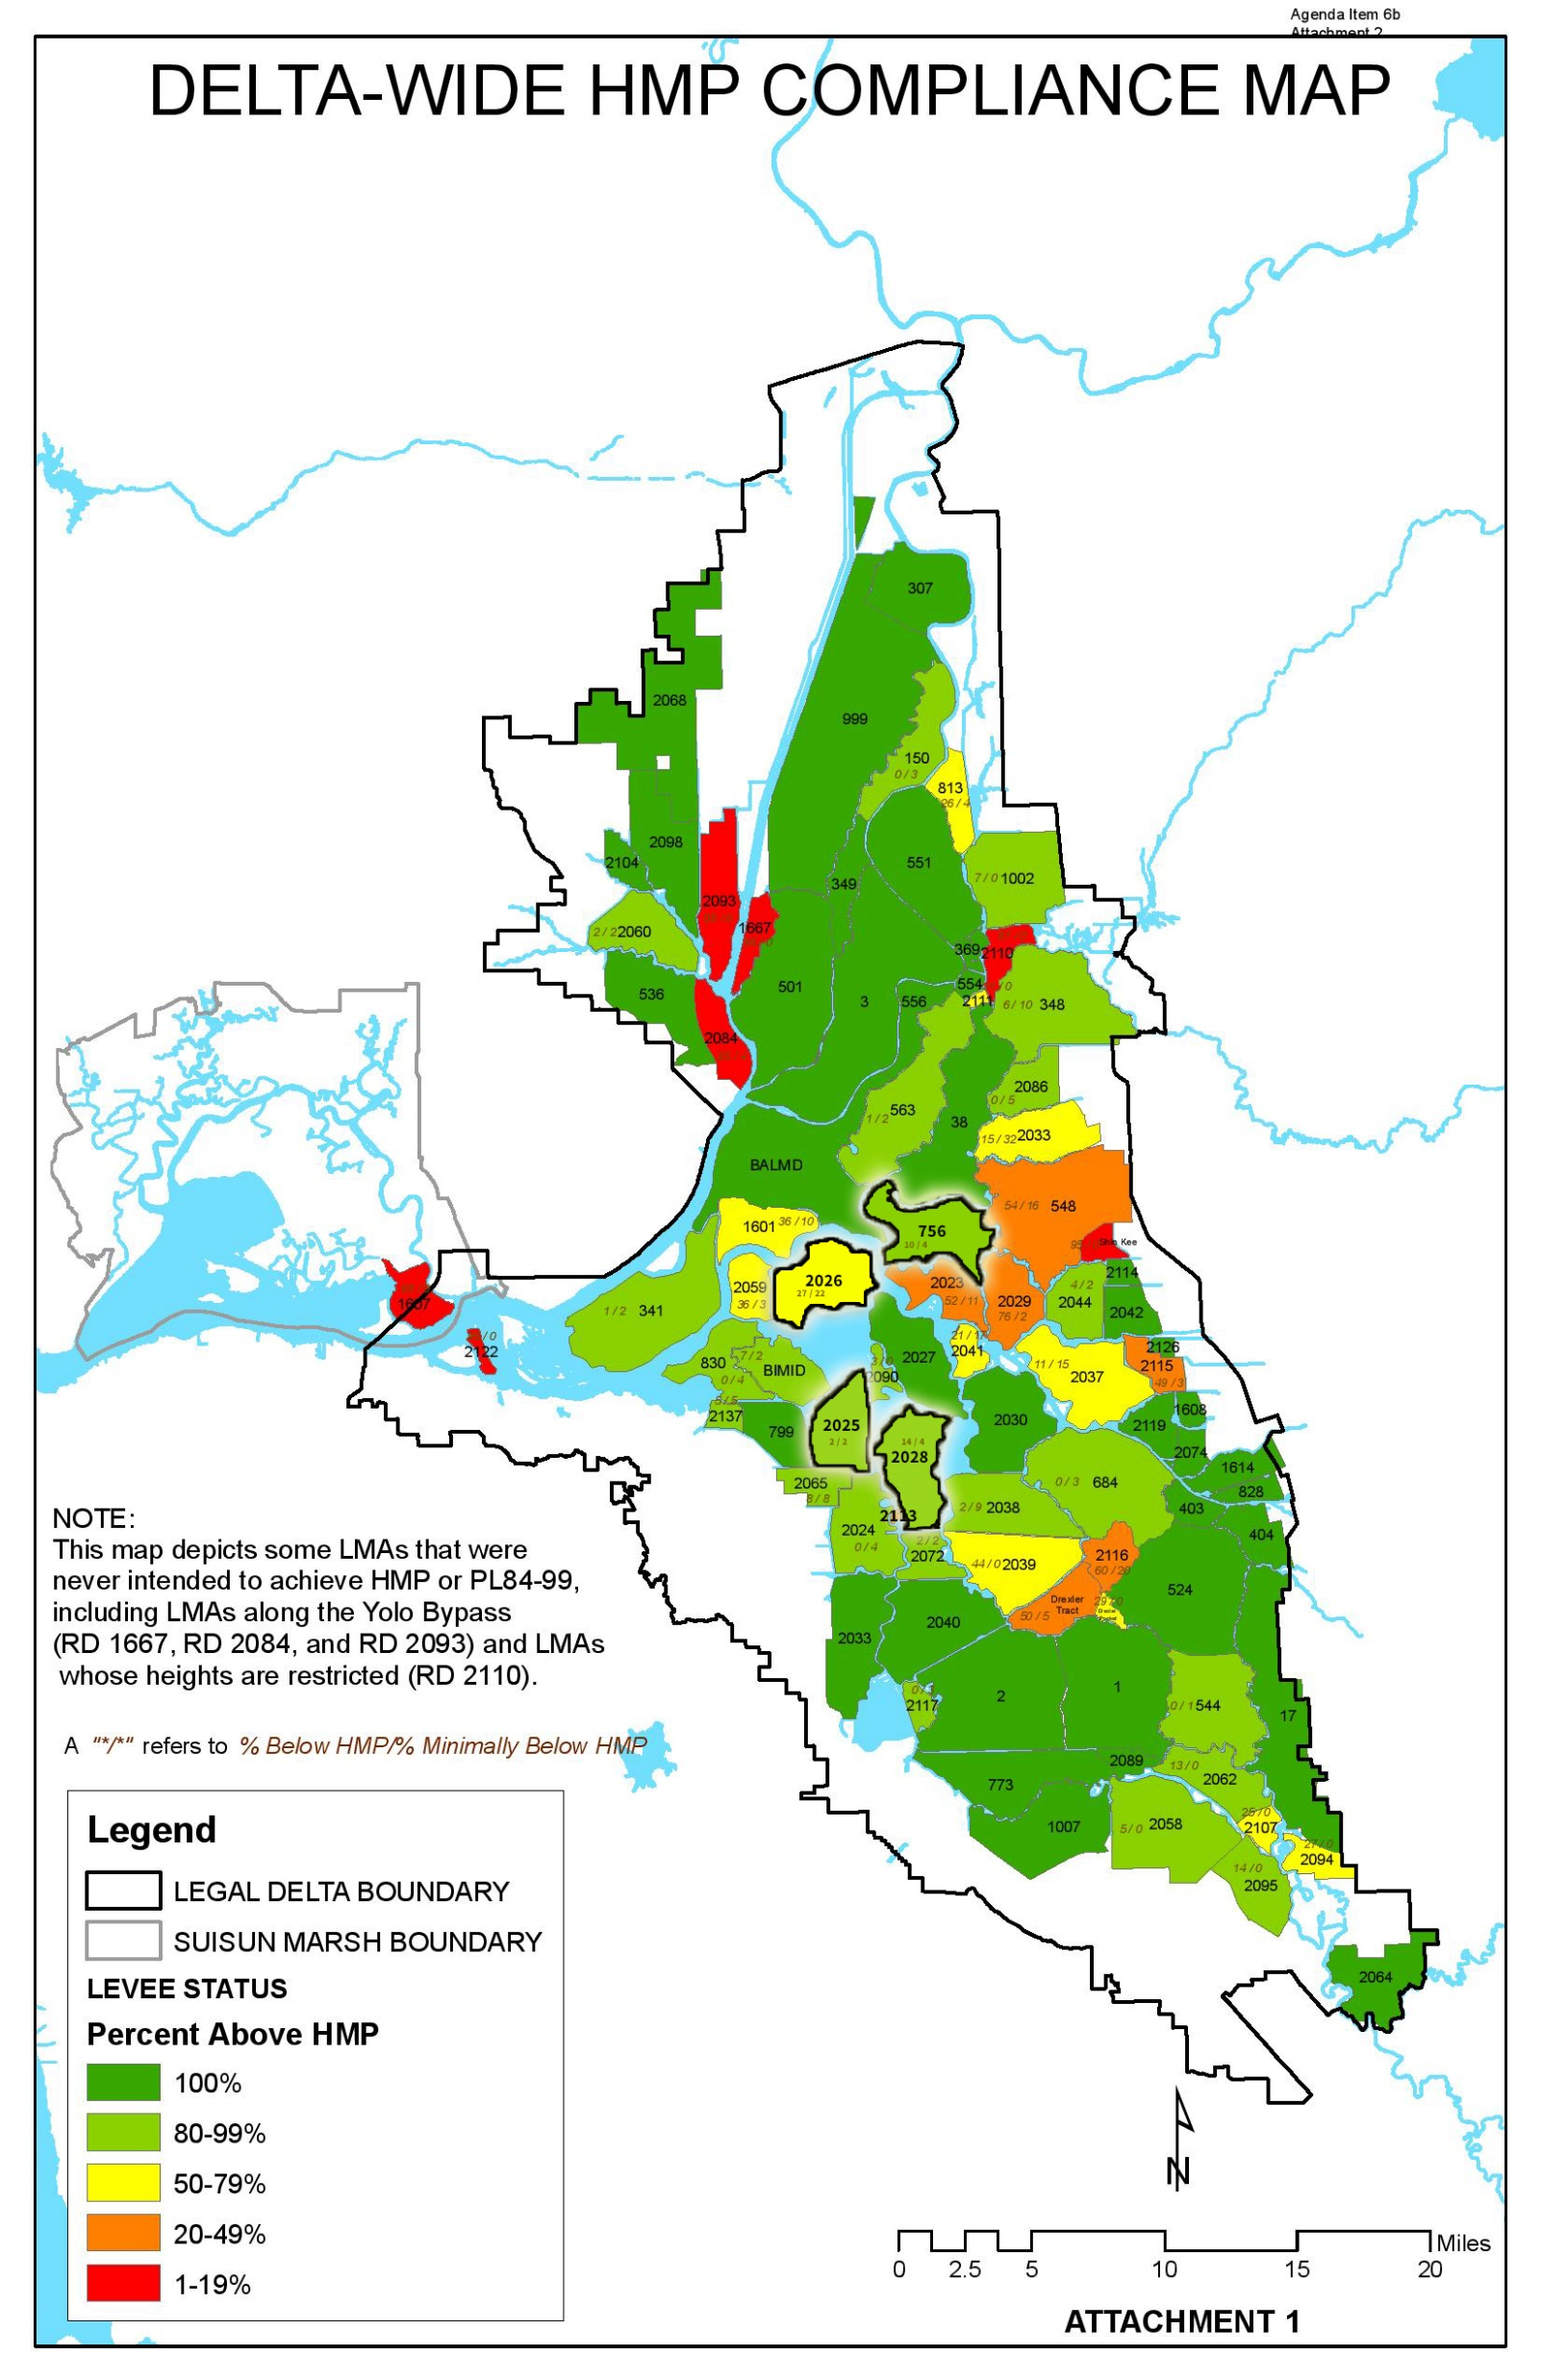 Agenda Item 6b
Attachment 2
DELTA-WIDE HMP COMPLIANCE MAP
307
2068
999
150
0 / 3
813
26 / 4
2098
551
2104
349
7 / 0 1002
2093
1667
2 / 2 2060
369 2110
501
554
536
3
556
2111
6 / 10 348
2084
2086
0 / 5
563
1 / 2
38
15 / 32 2033
BALMD
54 / 16 548
1601 36 / 10
756
10 / 4
Shin Kee
2114
2026
27 / 22
2059
36 / 3
2023
52 / 11
4 / 2
2044
2029
76 / 2
2042
1607
1 / 2 341
/ 0
2122
21 / 17
2041
2126
2115
49 / 3
830
0 / 4
7 / 2
BIMID
3 / 0
2090
2027
11 / 15
2037
5 / 5
2137
799
2025
2 / 2
2030
1608
2119
2074
14 / 4
2028
1614
2065
8 / 8
0 / 3 684
828
2 / 9 2038
403
2113
2024
0 / 4
404
2 / 2
2072
44 / 0 2039
2116
524
Drexler
Tract
50 / 5
29 / 0
2033
2040
NOTE:
This map depicts some LMAs that were
never intended to achieve HMP or PL84-99,
including LMAs along the Yolo Bypass
(RD 1667, RD 2084, and RD 2093) and LMAs
whose heights are restricted (RD 2110).
2
1
2117
0 / 1 544
17
A "*/*" refers to % Below HMP/% Minimally Below HMP
2089
13 / 0
2062
773
1007
5 / 0 2058
25 / 0
2107
27 / 0
2094
14 / 0
2095
2064
Legend
LEGAL DELTA BOUNDARY
SUISUN MARSH BOUNDARY
LEVEE STATUS
Percent Above HMP
100%
80-99%
50-79%
20-49%
1-19%
N
Miles
0 2.5 5 10 15 20
ATTACHMENT 1